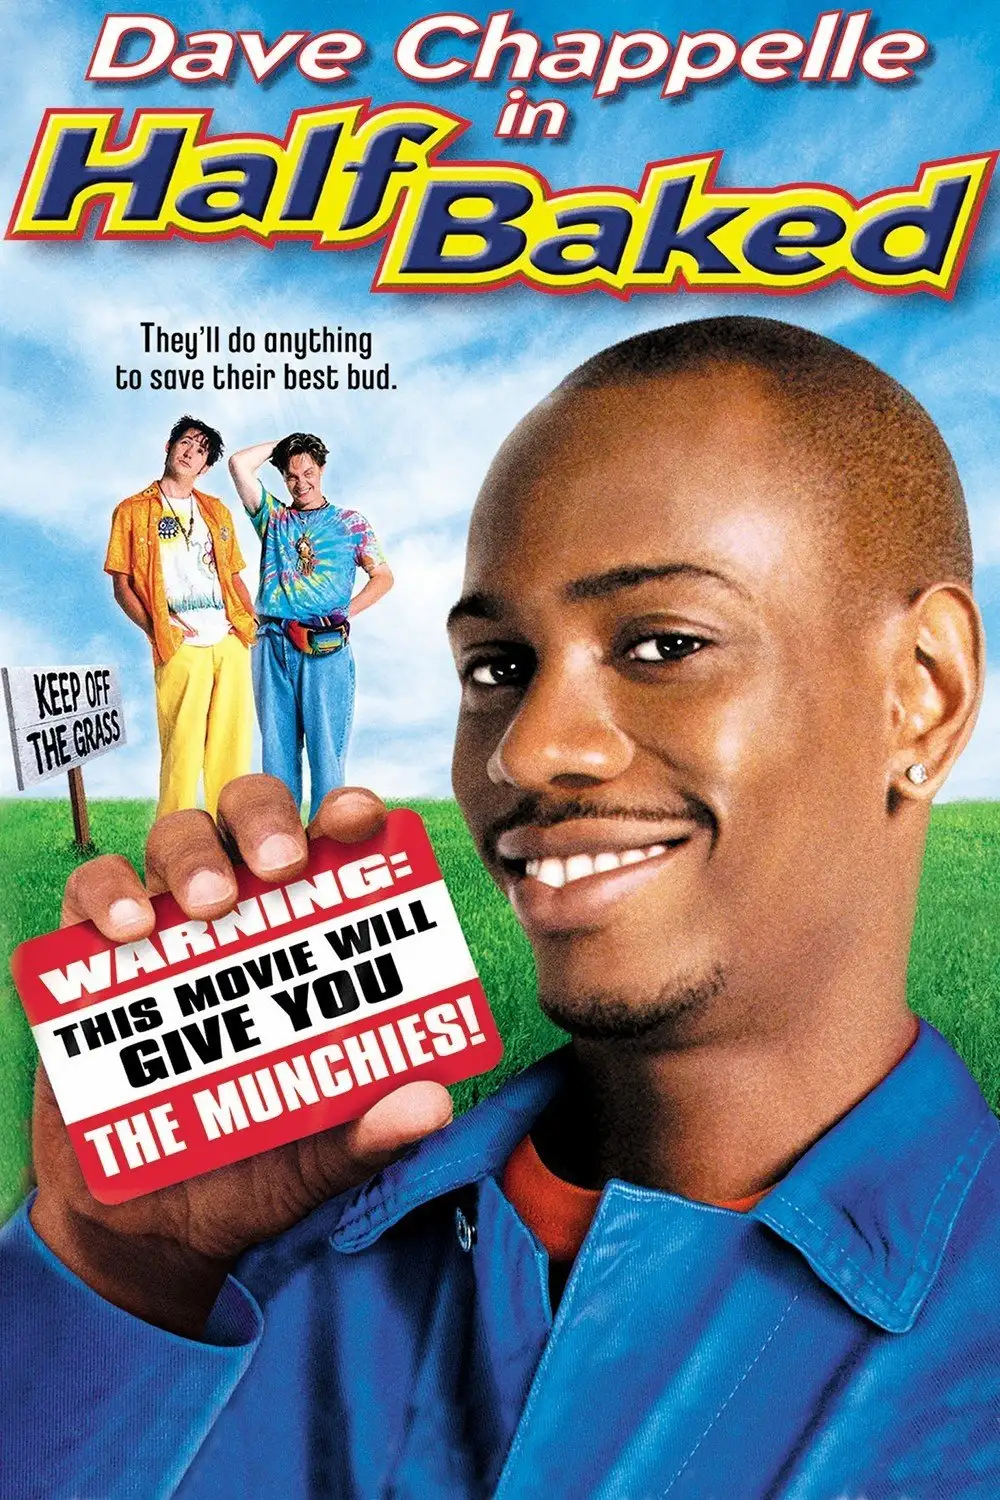 Dave Chappelle
in
Half Baked
They'll do anything
to save their best bud.
KEEP OFF
THE GRASS
WARNING:
THIS MOVIE WILL
GIVE YOU
THE MUNCHIES!